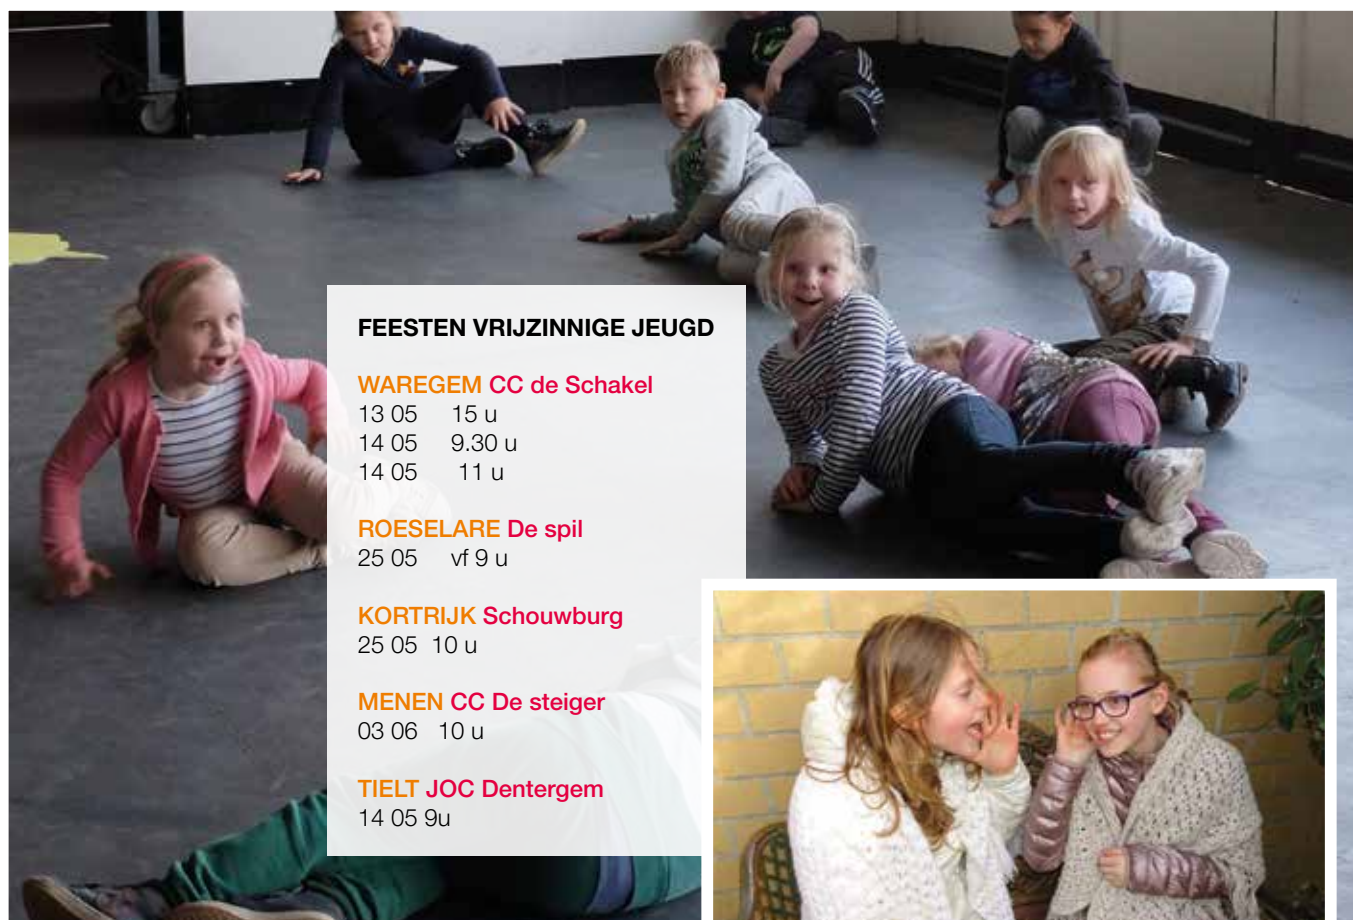 FEESTEN VRIJZINNIGE JEUGD
WAREGEM CC de Schakel
13 05 15 u
14 05 9.30 u
14 05 11 u
ROESELARE De spil
25 05 vf 9 u
KORTRIJK Schouwburg
25 05 10 u
MENEN CC De steiger
03 06 10 u
TIELT JOC Dentergem
14 05 9u